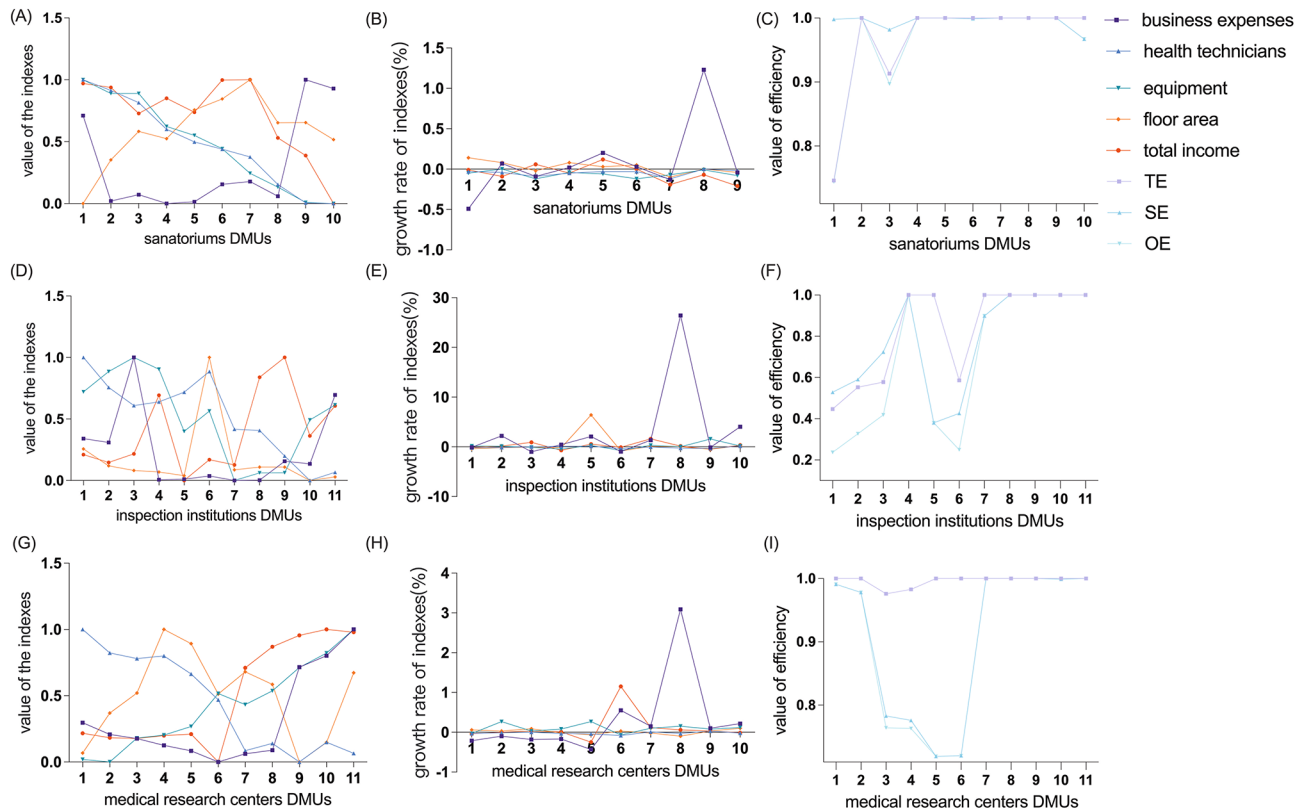 (A)
1.5
1.0
0.5
0.0
value of the indexes
1 2 3 4 5 6 7 8 9 10
sanatoriums DMUs
(B)
1.5
1.0
0.5
0.0
-0.5
-1.0
growth rate of indexes(%)
1 2 3 4 5 6 7 8 9
sanatoriums DMUs
(C)
1.0
0.9
0.8
value of efficiency
1 2 3 4 5 6 7 8 9 10
sanatoriums DMUs
business expenses
health technicians
equipment
floor area
total income
TE
SE
OE
(D)
1.5
1.0
0.5
0.0
value of the indexes
1 2 3 4 5 6 7 8 9 10 11
inspection institutions DMUs
(E)
30
20
10
0
-10
growth rate of indexes(%)
1 2 3 4 5 6 7 8 9 10
inspection institutions DMUs
(F)
1.0
0.8
0.6
0.4
0.2
value of efficiency
1 2 3 4 5 6 7 8 9 10 11
inspection institutions DMUs
(G)
1.5
1.0
0.5
0.0
value of the indexes
1 2 3 4 5 6 7 8 9 10 11
medical research centers DMUs
(H)
4
3
2
1
0
-1
growth rate of indexes(%)
1 2 3 4 5 6 7 8 9 10
medical research centers DMUs
(I)
1.0
0.9
0.8
value of efficiency
1 2 3 4 5 6 7 8 9 10 11
medical research centers DMUs